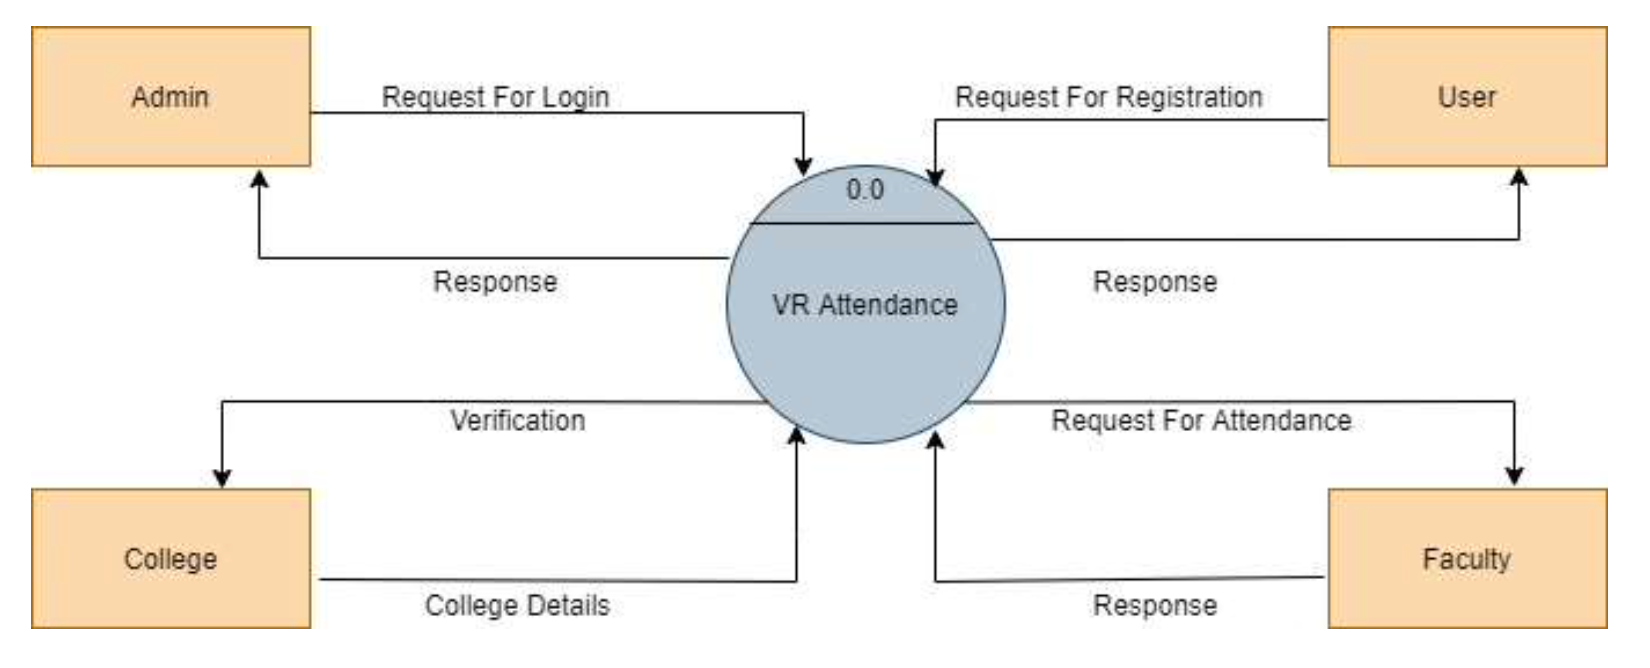 Admin
Request For Login
Request For Registration
User
0.0
Response
Response
VR Attendance
Verification
Request For Attendance
College
Faculty
College Details
Response